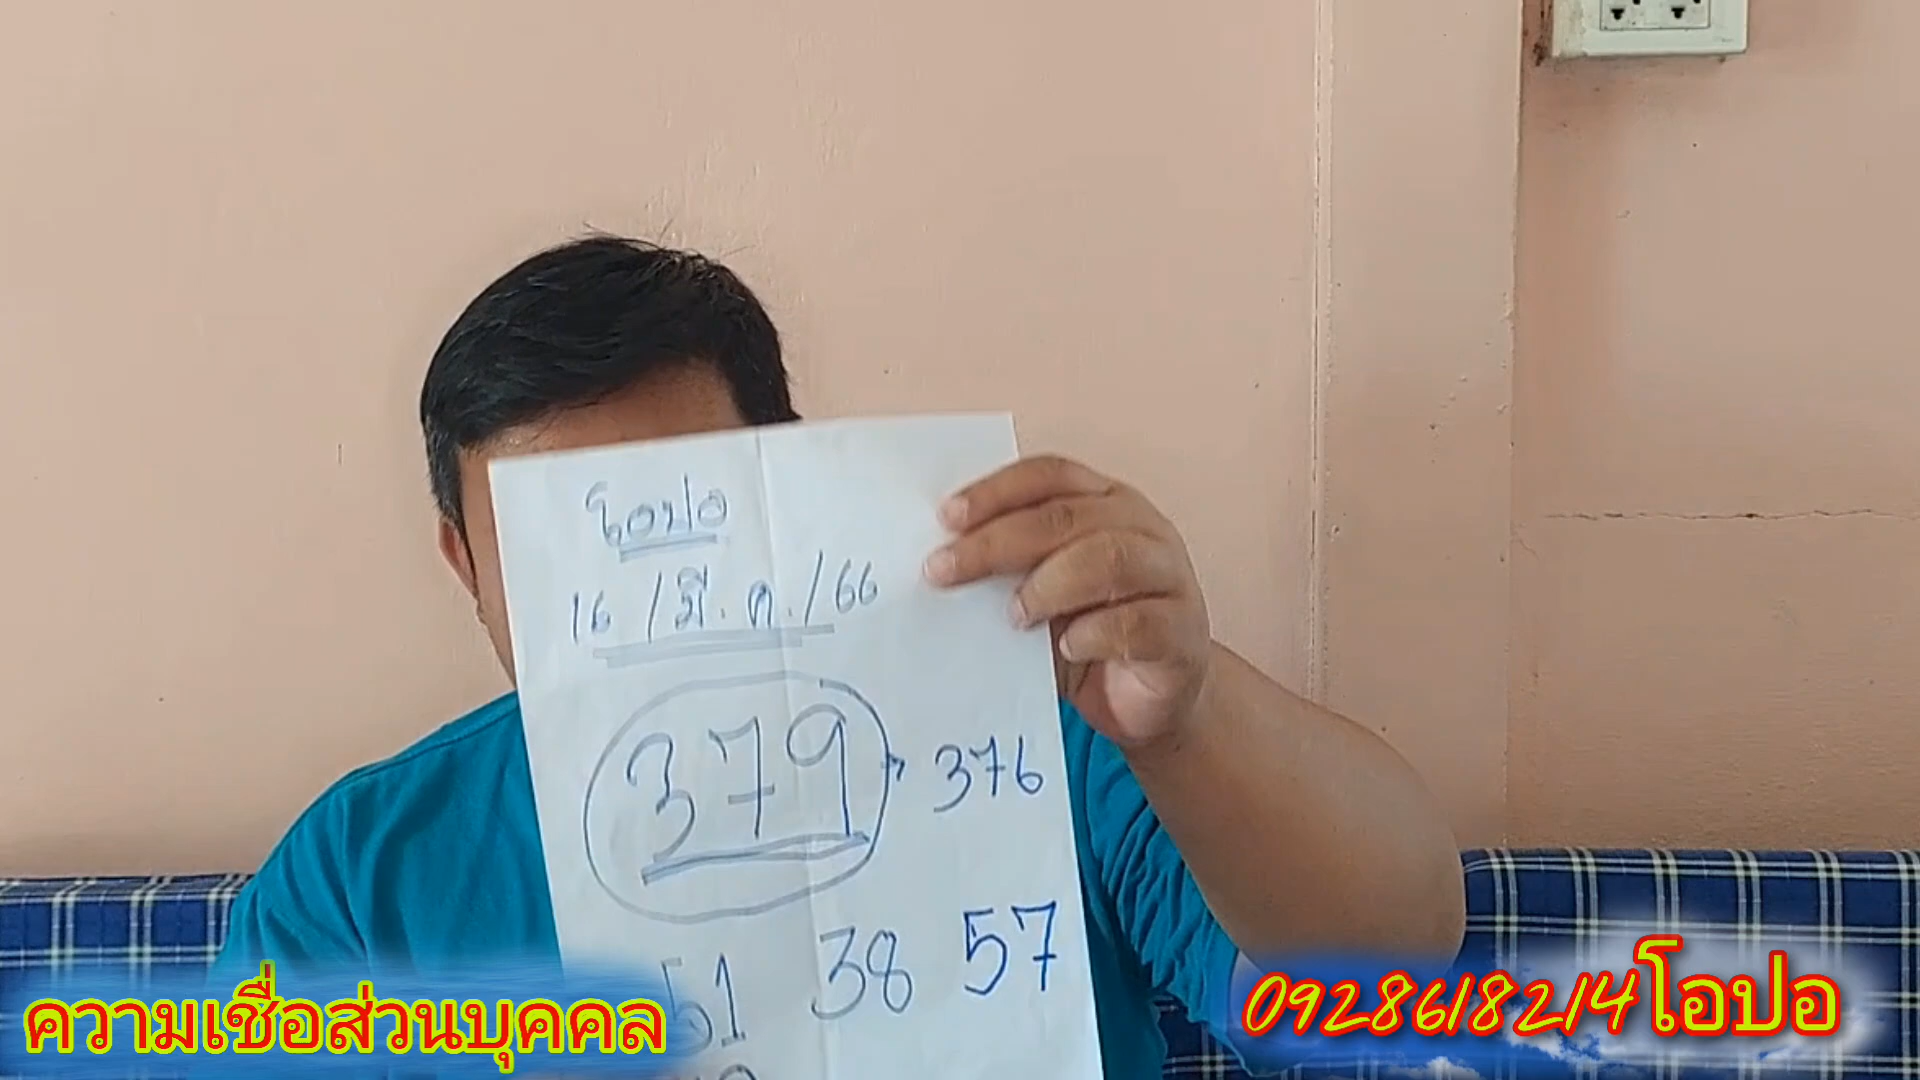 โอปอ
16 /มี.ค./66
379 376
51 38 57
ความเชื่อส่วนบุคคล
0928618214โอปอ